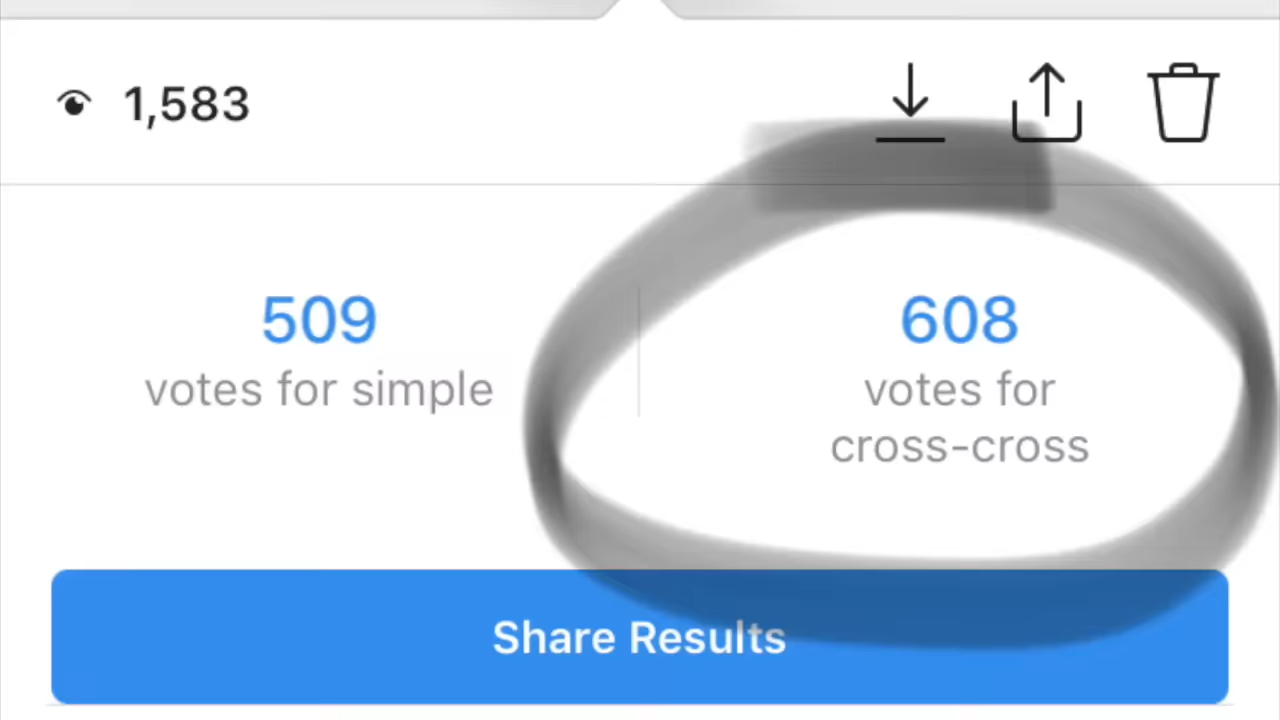 1,583
509
votes for simple
608
votes for
cross-cross
Share Results